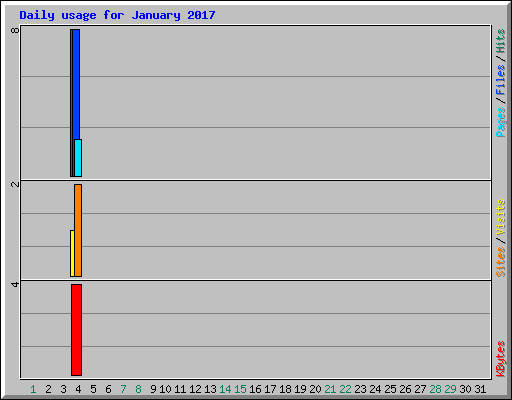 Daily usage for January 2017
8
2
4
Pages / Files / Hits
Sites / Visits
KBytes
1 2 3 4 5 6 7 8 9 10 11 12 13 14 15 16 17 18 19 20 21 22 23 24 25 26 27 28 29 30 31